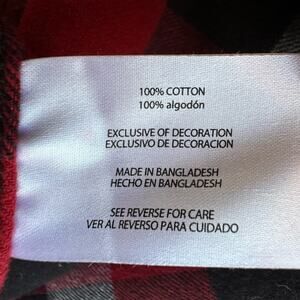 100% COTTON
100% algodón
EXCLUSIVE OF DECORATION
EXCLUSIVO DE DECORACION
MADE IN BANGLADESH
HECHO EN BANGLADESH
SEE REVERSE FOR CARE
VER AL REVERSO PARA CUIDADO